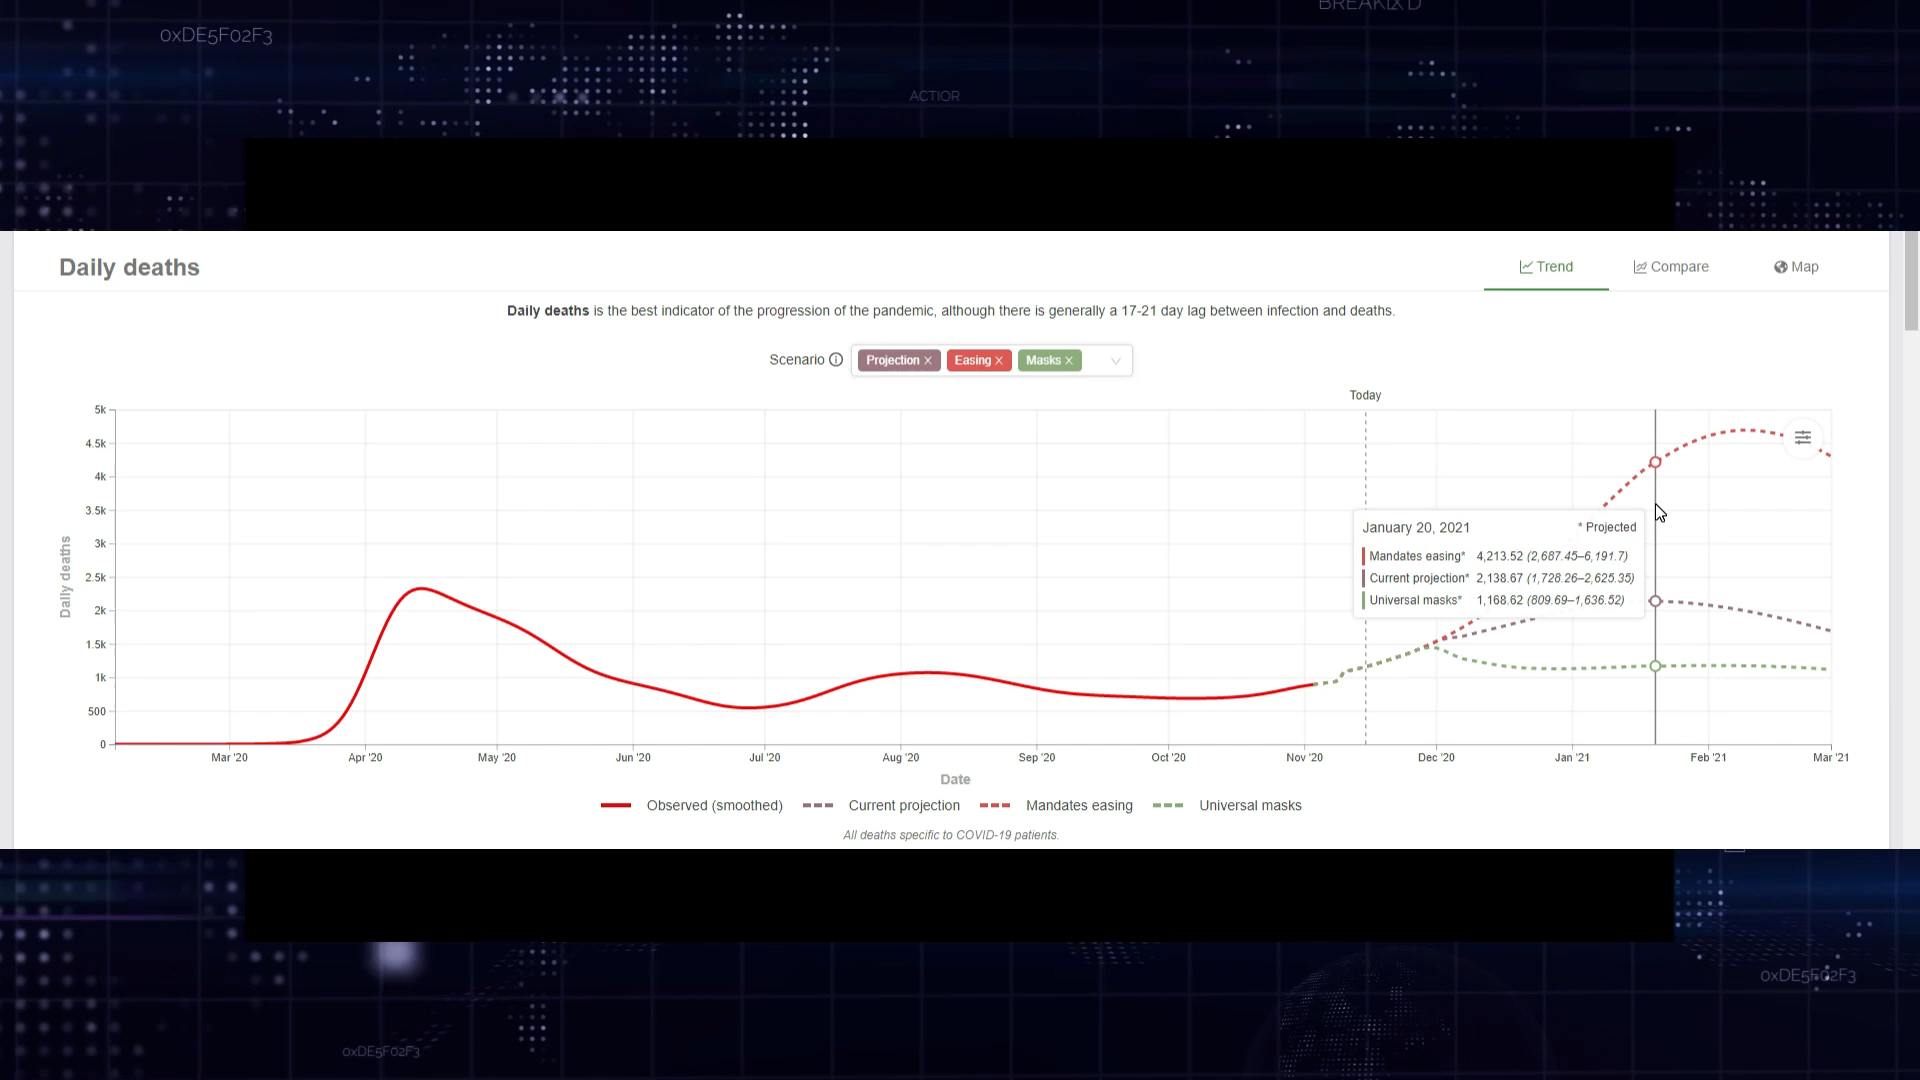 BREAKIX D
0xDE5F02F3
ACTIOR
Daily deaths
Trend
Compare
Map
Daily deaths is the best indicator of the progression of the pandemic, although there is generally a 17-21 day lag between infection and deaths.
Scenario
Projection
Easing
Masks
Today
5k
4.5k
4k
3.5k
3k
2.5k
2k
1.5k
1k
500
0
Daily deaths
January 20, 2021 * Projected
Mandates easing* 4,213.52 (2,687.45–6,191.7)
Current projection* 2,138.67 (1,728.26–2,625.35)
Universal masks* 1,168.62 (809.69–1,636.52)
Mar '20 Apr '20 May '20 Jun '20 Jul '20 Aug '20 Sep '20 Oct '20 Nov '20 Dec '20 Jan '21 Feb '21 Mar '21
Date
Observed (smoothed) Current projection Mandates easing Universal masks
All deaths specific to COVID-19 patients.
0xDE5F02F3
0xDE5F02F3